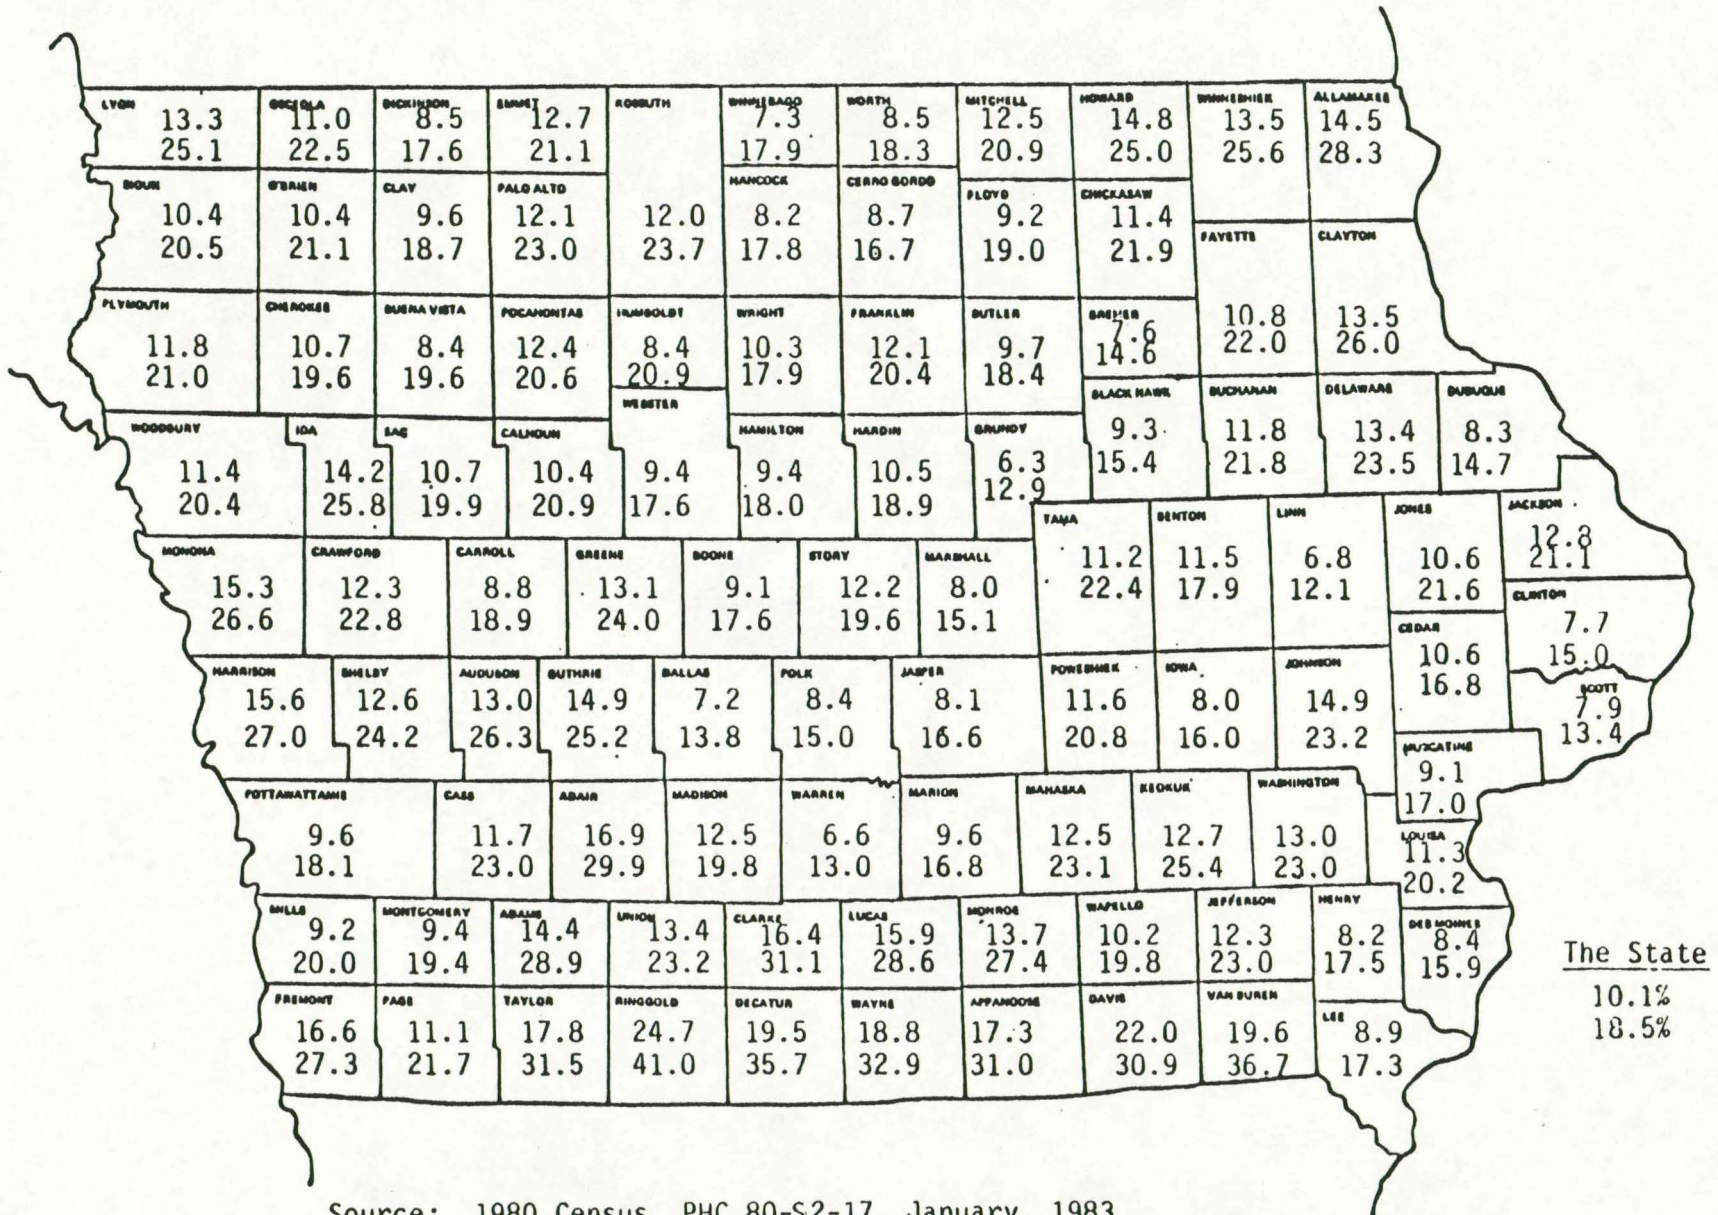 LYON OSCEOLA DICKINSON EMMET KOSSUTH WINNEBAGO WORTH MITCHELL HOWARD WINNESHIEK ALLAMAKEE
13.3 11.0 8.5 12.7 7.3 8.5 12.5 14.8 13.5 14.5
25.1 22.5 17.6 21.1 17.9 18.3 20.9 25.0 25.6 28.3
SIOUX O'BRIEN CLAY PALO ALTO HANCOCK CERRO GORDO FLOYD CHICKASAW
10.4 10.4 9.6 12.1 12.0 8.2 8.7 9.2 11.4
20.5 21.1 18.7 23.0 23.7 17.8 16.7 19.0 21.9
FAYETTE CLAYTON
PLYMOUTH CHEROKEE BUENA VISTA POCAHONTAS HUMBOLDT WRIGHT FRANKLIN BUTLER BREMER
11.8 10.7 8.4 12.4 8.4 10.3 12.1 9.7 7.6 10.8 13.5
21.0 19.6 19.6 20.6 20.9 17.9 20.4 18.4 14.6 22.0 26.0
WEBSTER BLACK HAWK BUCHANAN DELAWARE DUBUQUE
WOODBURY IDA SAC CALHOUN HAMILTON HARDIN GRUNDY
9.3 11.8 13.4 8.3
15.4 21.8 23.5 14.7
11.4 14.2 10.7 10.4 9.4 9.4 10.5 6.3
20.4 25.8 19.9 20.9 17.6 18.0 18.9 12.9
TAMA BENTON LINN JONES JACKSON
MONONA CRAWFORD CARROLL GREENE BOONE STORY MARSHALL
15.3 12.3 8.8 13.1 9.1 12.2 8.0 11.2 11.5 6.8 10.6 12.8
26.6 22.8 18.9 24.0 17.6 19.6 15.1 22.4 17.9 12.1 21.6 21.1
CEDAR CLINTON
10.6 7.7
16.8 15.0
HARRISON SHELBY AUDUBON GUTHRIE DALLAS POLK JASPER POWESHIEK IOWA JOHNSON SCOTT
15.6 12.6 13.0 14.9 7.2 8.4 8.1 11.6 8.0 14.9 7.9
27.0 24.2 26.3 25.2 13.8 15.0 16.6 20.8 16.0 23.2 13.4
MUSCATINE
9.1
17.0
POTTAWATTAMIE CASS ADAIR MADISON WARREN MARION MAHASKA KEOKUK WASHINGTON LOUISA
9.6 11.7 16.9 12.5 6.6 9.6 12.5 12.7 13.0 11.3
18.1 23.0 29.9 19.8 13.0 16.8 23.1 25.4 23.0 20.2
MILLS MONTGOMERY ADAMS UNION CLARKE LUCAS MONROE WAPELLO JEFFERSON HENRY DES MOINES
9.2 9.4 14.4 13.4 16.4 15.9 13.7 10.2 12.3 8.2 8.4
20.0 19.4 28.9 23.2 31.1 28.6 27.4 19.8 23.0 17.5 15.9
FREMONT PAGE TAYLOR RINGGOLD DECATUR WAYNE APPANOOSE DAVIS VAN BUREN LEE
16.6 11.1 17.8 24.7 19.5 18.8 17.3 22.0 19.6 8.9
27.3 21.7 31.5 41.0 35.7 32.9 31.0 30.9 36.7 17.3
The State
10.1%
18.5%
Source: 1980 Census, PHC 80-S2-17, January, 1983